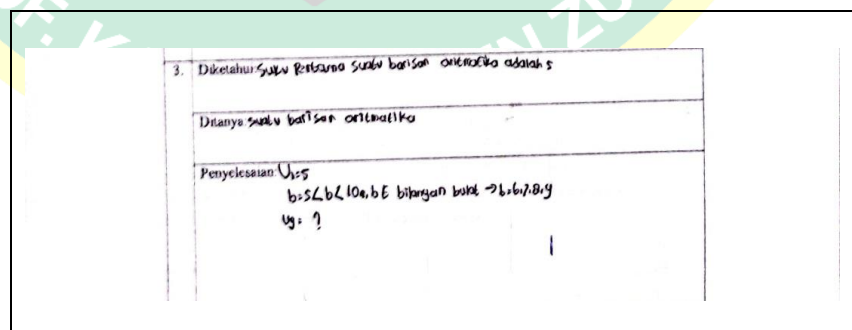 3. Diketahui: Suku Pertama Suatu barisan aritmatika adalah 5
Ditanya: Suatu barisan aritmatika
Penyelesaian: U₁=5
b=5<b<10, b∈ bilangan bulat → b=6,7,8,9
U9 = ?